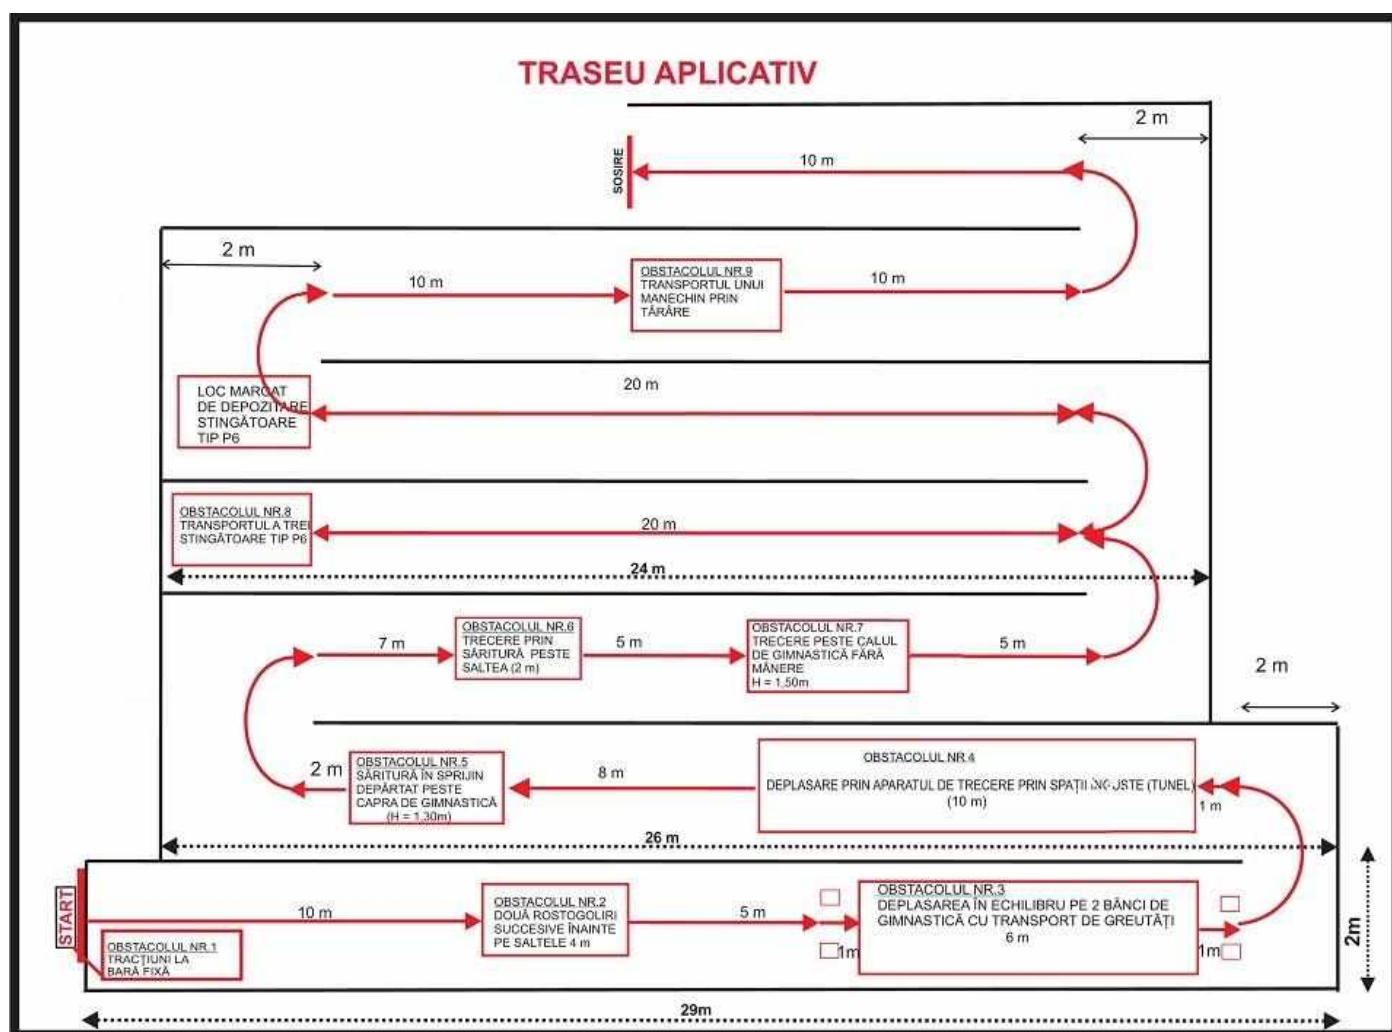 TRASEU APLICATIV
2 m
10 m
SOSIRE
2 m
10 m
OBSTACOLUL NR.9
TRANSPORTUL UNUI
MANECHIN PRIN
TÂRÂRE
10 m
20 m
LOC MARCAT
DE DEPOZITARE
STINGĂTOARE
TIP P6
OBSTACOLUL NR.8
TRANSPORTUL A TREI
STINGĂTOARE TIP P6
20 m
24 m
7 m
OBSTACOLUL NR.6
TRECERE PRIN
SĂRITURĂ PESTE
SALTEA (2 m)
5 m
OBSTACOLUL NR.7
TRECERE PESTE CALUL
DE GIMNASTICĂ FĂRĂ
MÂNERE
H = 1,50m
5 m
2 m
2 m
OBSTACOLUL NR.5
SĂRITURĂ ÎN SPRIJIN
DEPĂRTAT PESTE
CAPRA DE GIMNASTICĂ
(H = 1,30m)
8 m
OBSTACOLUL NR.4
DEPLASARE PRIN APARATUL DE TRECERE PRIN SPAȚII ÎNGUSTE (TUNEL)
(10 m)
1 m
26 m
START
10 m
OBSTACOLUL NR.1
TRACȚIUNI LA
BARĂ FIXĂ
OBSTACOLUL NR.2
DOUĂ ROSTOGOLIRI
SUCCESIVE ÎNAINTE
PE SALTELE 4 m
5 m
1m
OBSTACOLUL NR.3
DEPLASAREA ÎN ECHILIBRU PE 2 BĂNCI DE
GIMNASTICĂ CU TRANSPORT DE GREUTĂȚI
6 m
1m
2m
29m